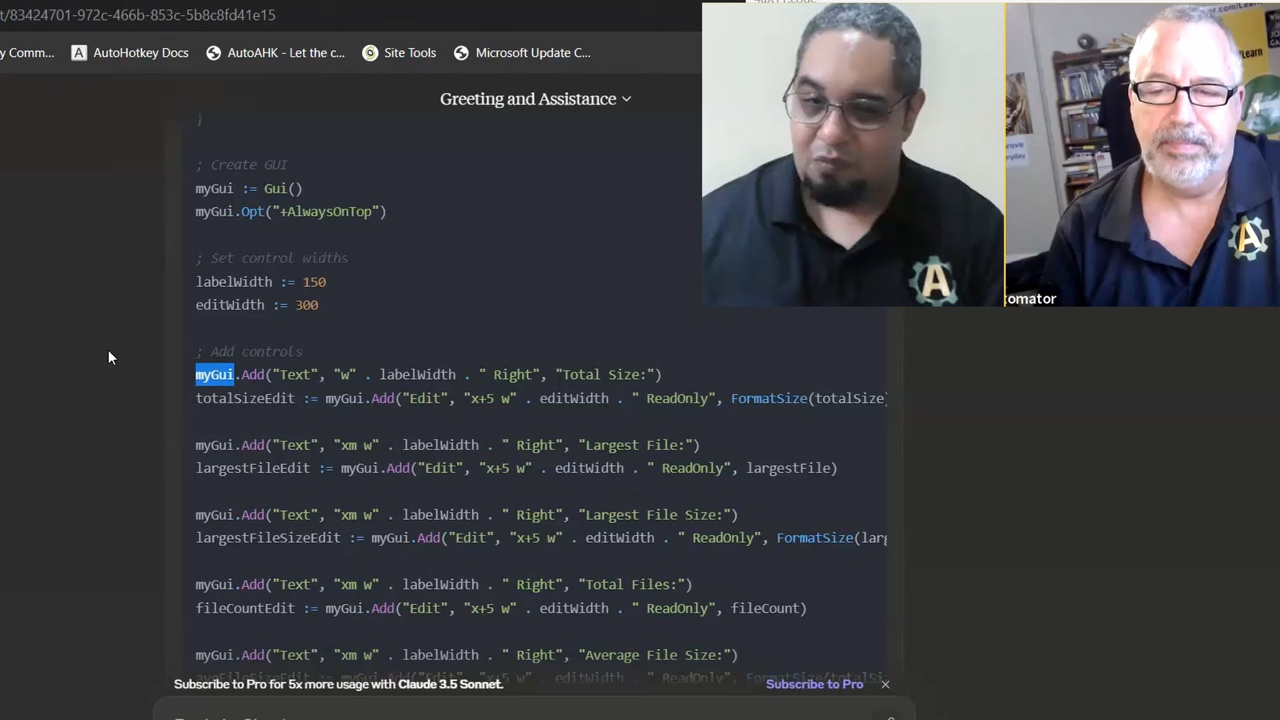 t/83424701-972c-466b-853c-5b8c8fd41e15
y Comm...
AutoHotkey Docs
AutoAHK - Let the c...
Site Tools
Microsoft Update C...
Greeting and Assistance
}
; Create GUI
myGui := Gui()
myGui.Opt("+AlwaysOnTop")
; Set control widths
labelWidth := 150
editWidth := 300
; Add controls
myGui.Add("Text", "w" . labelWidth . " Right", "Total Size:")
totalSizeEdit := myGui.Add("Edit", "x+5 w" . editWidth . " ReadOnly", FormatSize(totalSize)
myGui.Add("Text", "xm w" . labelWidth . " Right", "Largest File:")
largestFileEdit := myGui.Add("Edit", "x+5 w" . editWidth . " ReadOnly", largestFile)
myGui.Add("Text", "xm w" . labelWidth . " Right", "Largest File Size:")
largestFileSizeEdit := myGui.Add("Edit", "x+5 w" . editWidth . " ReadOnly", FormatSize(larg
myGui.Add("Text", "xm w" . labelWidth . " Right", "Total Files:")
fileCountEdit := myGui.Add("Edit", "x+5 w" . editWidth . " ReadOnly", fileCount)
myGui.Add("Text", "xm w" . labelWidth . " Right", "Average File Size:")
Subscribe to Pro for 5x more usage with Claude 3.5 Sonnet.
Subscribe to Pro
omator
A
A